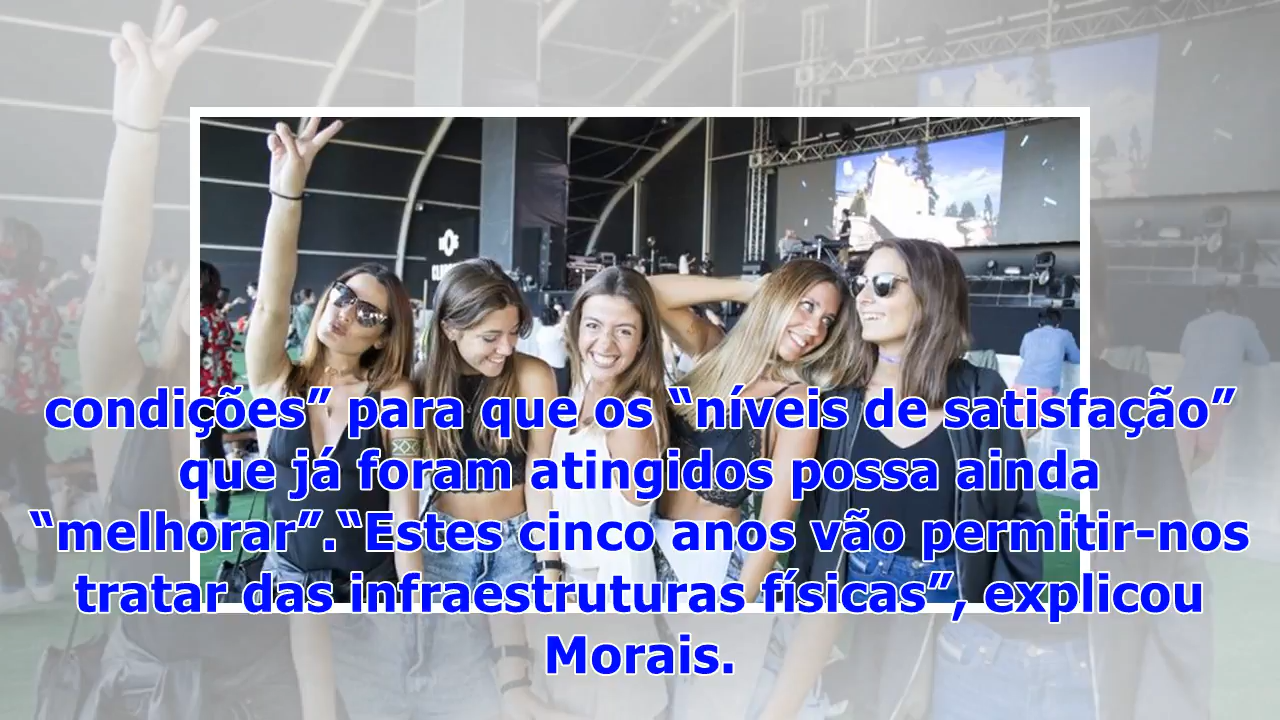 condições” para que os “níveis de satisfação”
que já foram atingidos possa ainda
“melhorar”.“Estes cinco anos vão permitir-nos
tratar das infraestruturas físicas”, explicou
Morais.